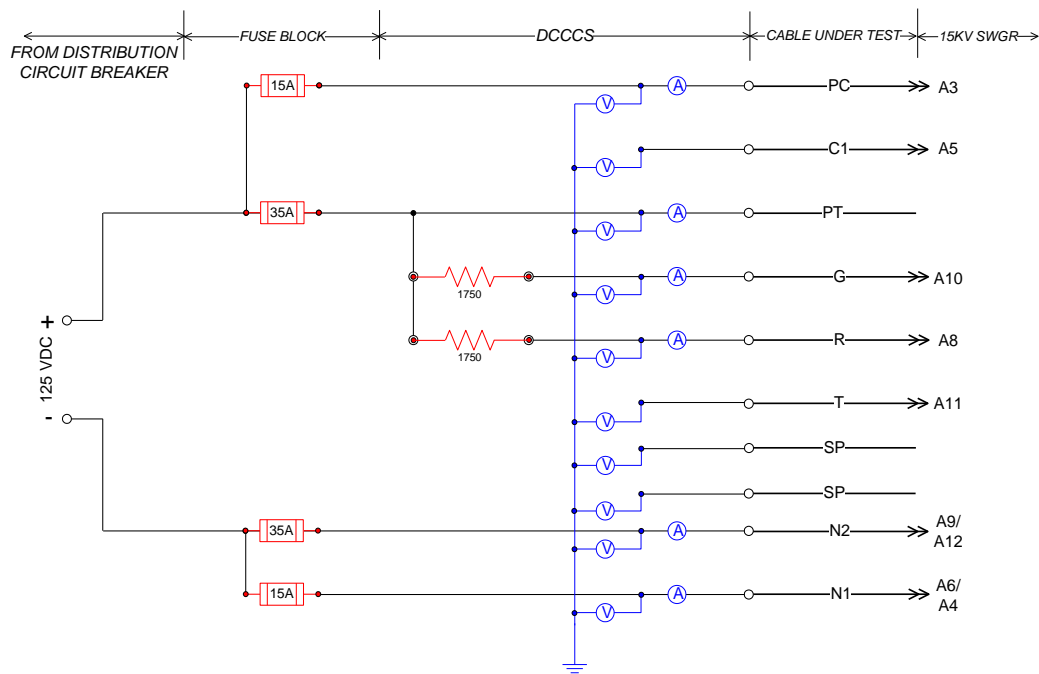 FROM DISTRIBUTION
CIRCUIT BREAKER
FUSE BLOCK
DCCCS
CABLE UNDER TEST
15KV SWGR
15A
V
A
PC
A3
V
C1
A5
35A
V
A
PT
1750
V
A
G
A10
1750
V
A
R
A8
125 VDC
+
-
V
T
A11
V
SP
V
SP
35A
V
A
N2
A9/
A12
15A
V
A
N1
A6/
A4